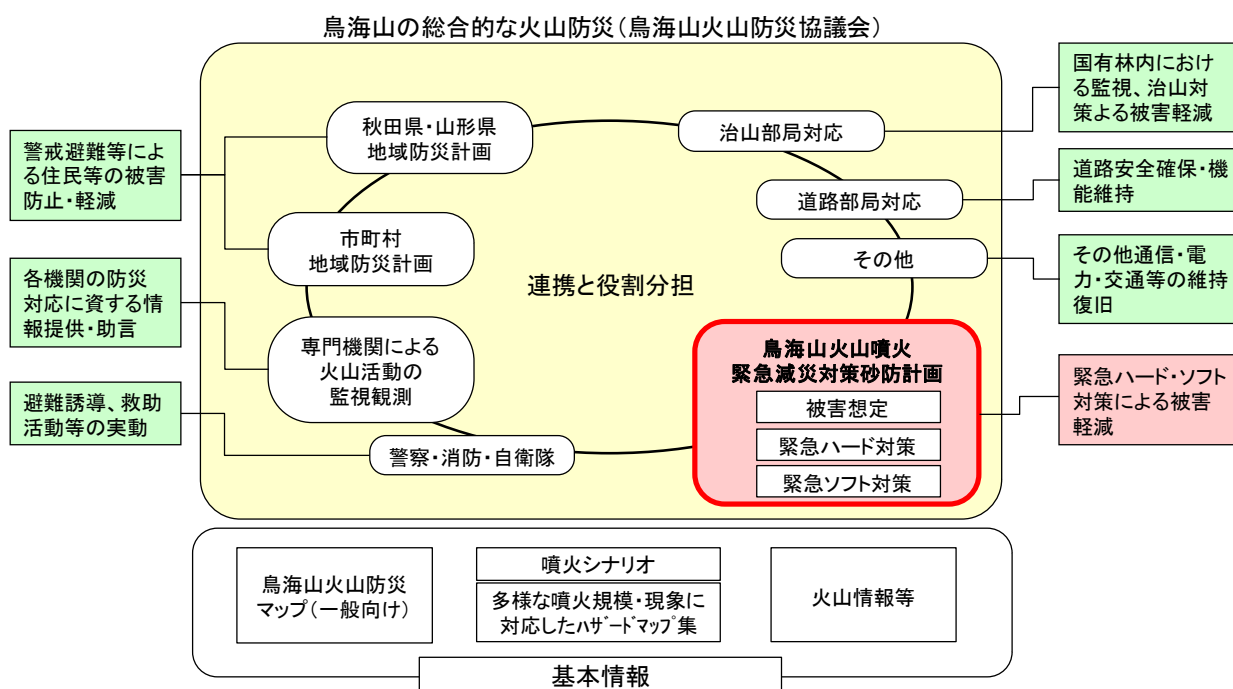 鳥海山の総合的な火山防災(鳥海山火山防災協議会)
秋田県・山形県
地域防災計画
市町村
地域防災計画
専門機関による
火山活動の
監視観測
警察・消防・自衛隊
治山部局対応
道路部局対応
その他
連携と役割分担
鳥海山火山噴火
緊急減災対策砂防計画
被害想定
緊急ハード対策
緊急ソフト対策
警戒避難等によ
る住民等の被害
防止・軽減
各機関の防災
対応に資する情
報提供・助言
避難誘導、救助
活動等の実動
国有林内におけ
る監視、治山対
策よる被害軽減
道路安全確保・機
能維持
その他通信・電
力・交通等の維持
復旧
緊急ハード・ソフト
対策による被害
軽減
鳥海山火山防災
マップ(一般向け)
噴火シナリオ
多様な噴火規模・現象に
対応したﾊｻﾞｰﾄﾞﾏｯﾌﾟ集
火山情報等
基本情報